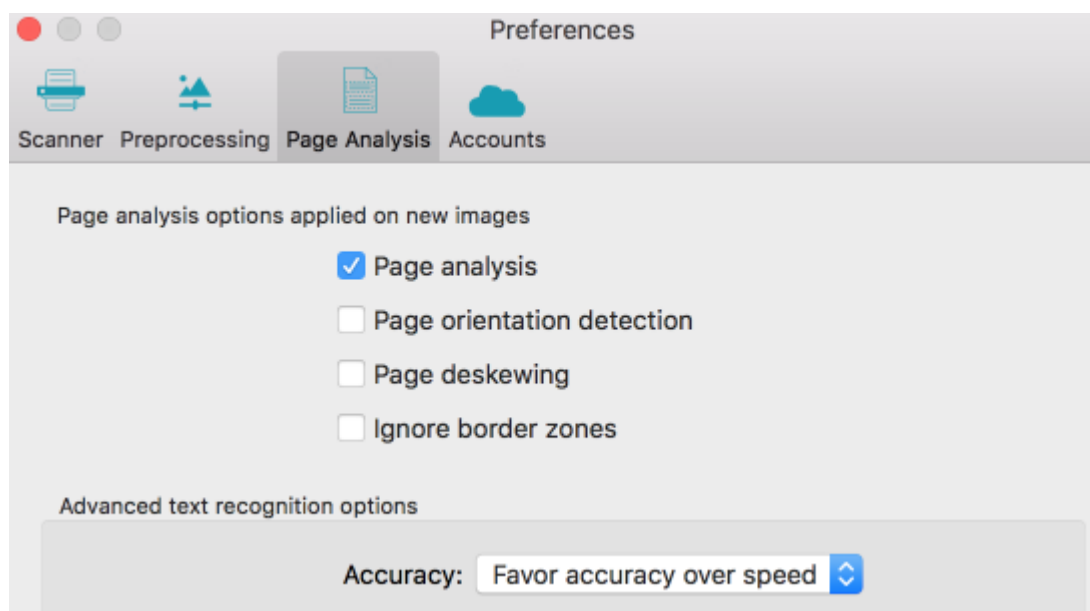 Preferences
Scanner Preprocessing Page Analysis Accounts
Page analysis options applied on new images
Page analysis
Page orientation detection
Page deskewing
Ignore border zones
Advanced text recognition options
Accuracy: Favor accuracy over speed